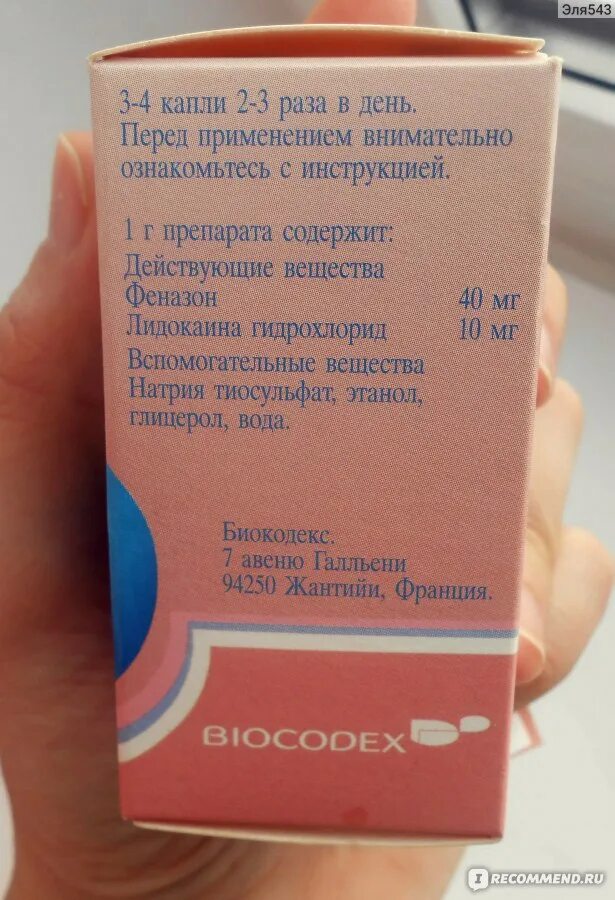 Эля543
3-4 капли 2-3 раза в день.
Перед применением внимательно
ознакомьтесь с инструкцией.
1 г препарата содержит:
Действующие вещества
Феназон 40 мг
Лидокаина гидрохлорид 10 мг
Вспомогательные вещества
Натрия тиосульфат, этанол,
глицерол, вода.
Биокодекс.
7 авеню Галльени
94250 Жантийи, Франция.
BIOCODEX
IRECOMMEND.RU